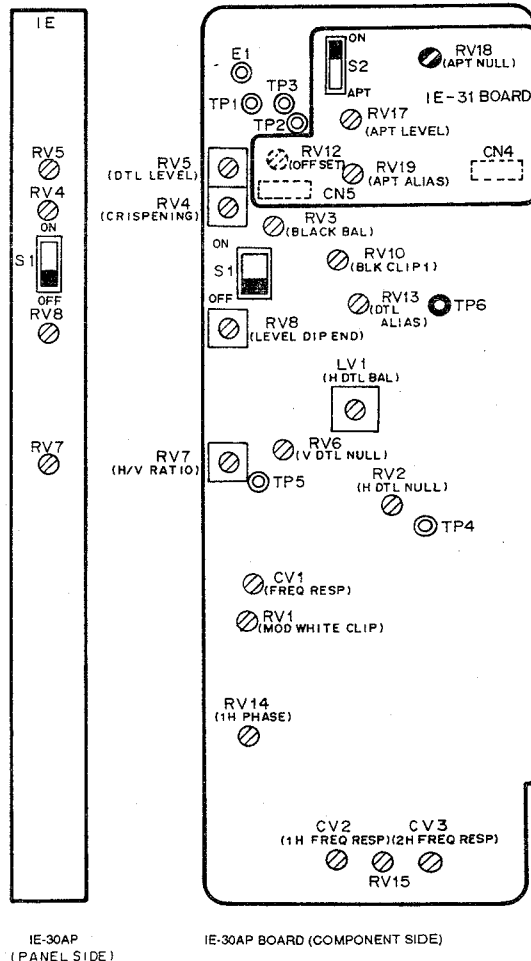 IE
RV5
RV4
ON
S1
OFF
RV8
RV7
IE-30AP
(PANEL SIDE)
ON
S2
APT
E1
TP1
TP3
TP2
RV18
(APT NULL)
IE-31 BOARD
RV17
(APT LEVEL)
RV12
(OFFSET)
RV19
(APT ALIAS)
CN4
CN5
RV5
(DTL LEVEL)
RV4
(CRISPENING)
RV3
(BLACK BAL)
ON
S1
OFF
RV10
(BLK CLIP1)
RV13
(DTL
ALIAS)
TP6
RV8
(LEVEL DIP END)
LV1
(H DTL BAL)
RV7
(H/V RATIO)
RV6
(V DTL NULL)
TP5
RV2
(H DTL NULL)
TP4
CV1
(FREQ RESP)
RV1
(MOD WHITE CLIP)
RV14
(1H PHASE)
CV2
(1H FREQ RESP)
CV3
(2H FREQ RESP)
RV15
IE-30AP BOARD (COMPONENT SIDE)